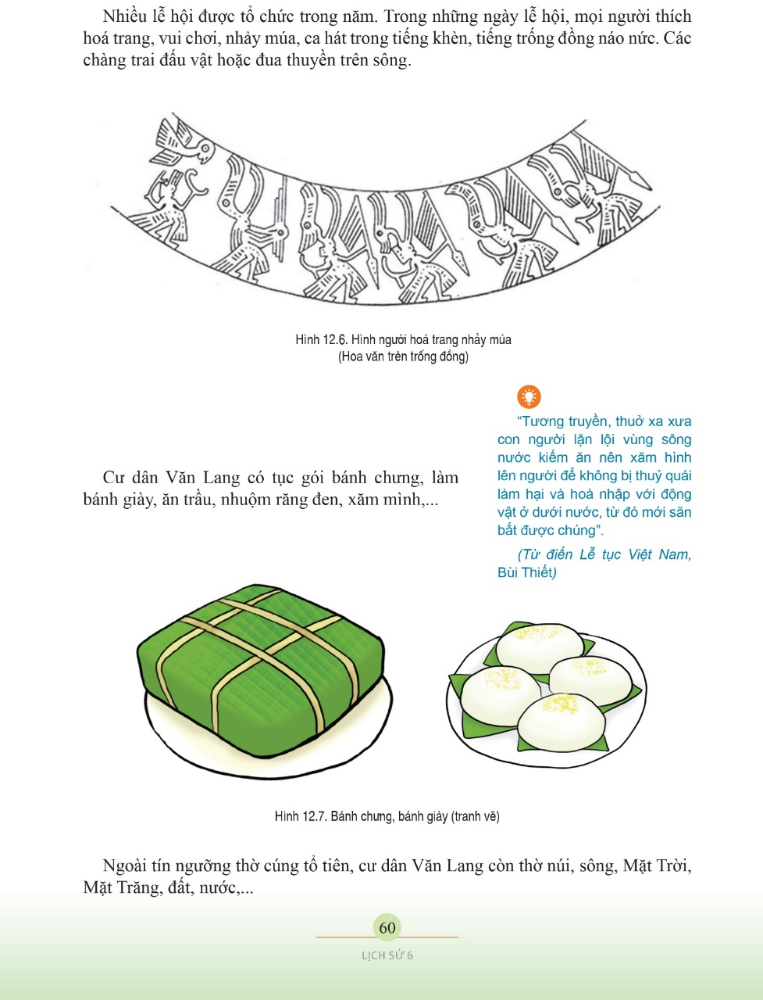 Nhiều lễ hội được tổ chức trong năm. Trong những ngày lễ hội, mọi người thích
hoá trang, vui chơi, nhảy múa, ca hát trong tiếng khèn, tiếng trống đồng náo nức. Các
chàng trai đấu vật hoặc đua thuyền trên sông.
Hình 12.6. Hình người hoá trang nhảy múa
(Hoa văn trên trống đồng)
Cư dân Văn Lang có tục gói bánh chưng, làm
bánh giày, ăn trầu, nhuộm răng đen, xăm mình,...
“Tương truyền, thuở xa xưa
con người lặn lội vùng sông
nước kiếm ăn nên xăm hình
lên người để không bị thuỷ quái
làm hại và hoà nhập với động
vật ở dưới nước, từ đó mới săn
bắt được chúng”.
(Từ điển Lễ tục Việt Nam,
Bùi Thiết)
Hình 12.7. Bánh chưng, bánh giày (tranh vẽ)
Ngoài tín ngưỡng thờ cúng tổ tiên, cư dân Văn Lang còn thờ núi, sông, Mặt Trời,
Mặt Trăng, đất, nước,...
60
LỊCH SỬ 6